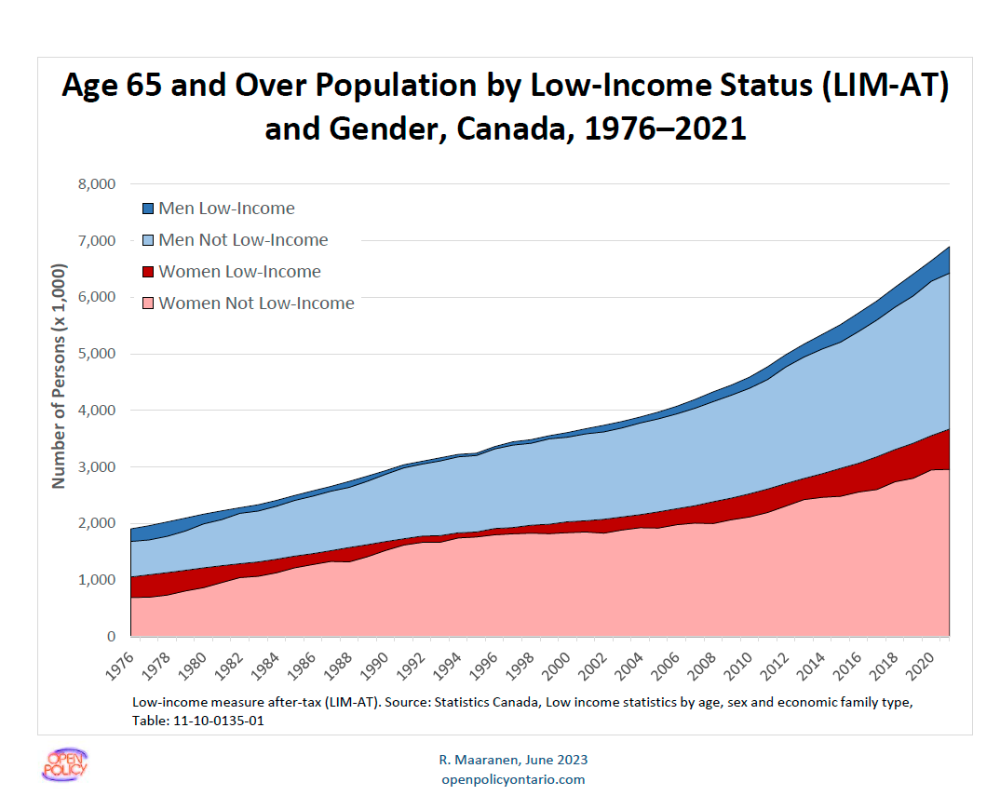 Age 65 and Over Population by Low-Income Status (LIM-AT)
and Gender, Canada, 1976–2021
Number of Persons (x 1,000)
8,000
7,000
6,000
5,000
4,000
3,000
2,000
1,000
0
Men Low-Income
Men Not Low-Income
Women Low-Income
Women Not Low-Income
1976
1978
1980
1982
1984
1986
1988
1990
1992
1994
1996
1998
2000
2002
2004
2006
2008
2010
2012
2014
2016
2018
2020
Low-income measure after-tax (LIM-AT). Source: Statistics Canada, Low income statistics by age, sex and economic family type,
Table: 11-10-0135-01
OPEN
POLICY
R. Maaranen, June 2023
openpolicyontario.com